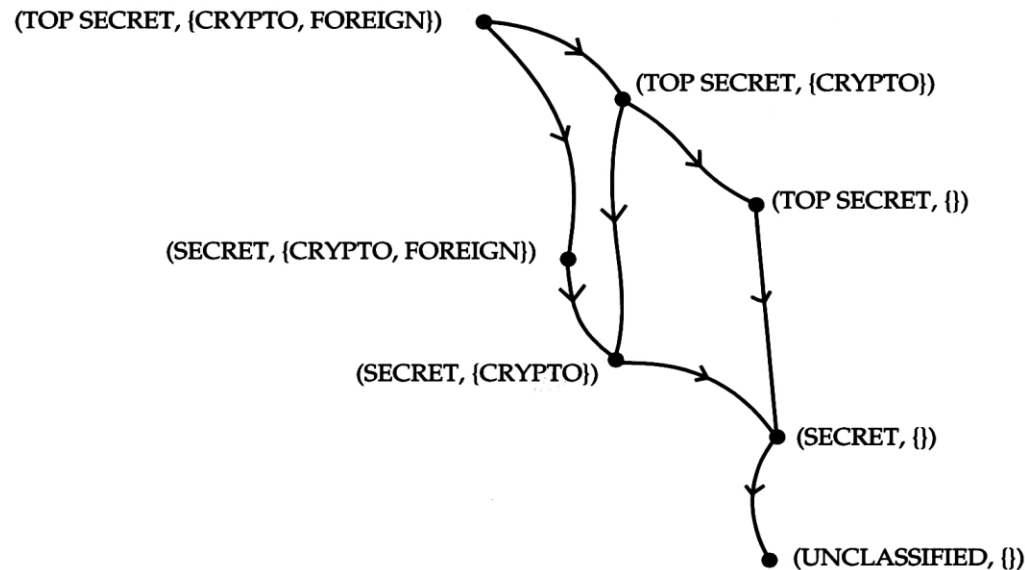 (TOP SECRET, {CRYPTO, FOREIGN})
(TOP SECRET, {CRYPTO})
(TOP SECRET, {})
(SECRET, {CRYPTO, FOREIGN})
(SECRET, {CRYPTO})
(SECRET, {})
(UNCLASSIFIED, {})